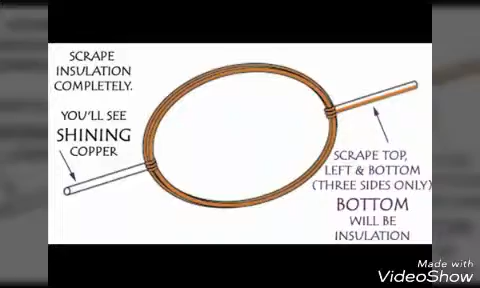 SCRAPE
INSULATION
COMPLETELY.
YOU'LL SEE
SHINING
COPPER
SCRAPE TOP,
LEFT & BOTTOM
(THREE SIDES ONLY)
BOTTOM
WILL BE
INSULATION
Made with
VideoShow